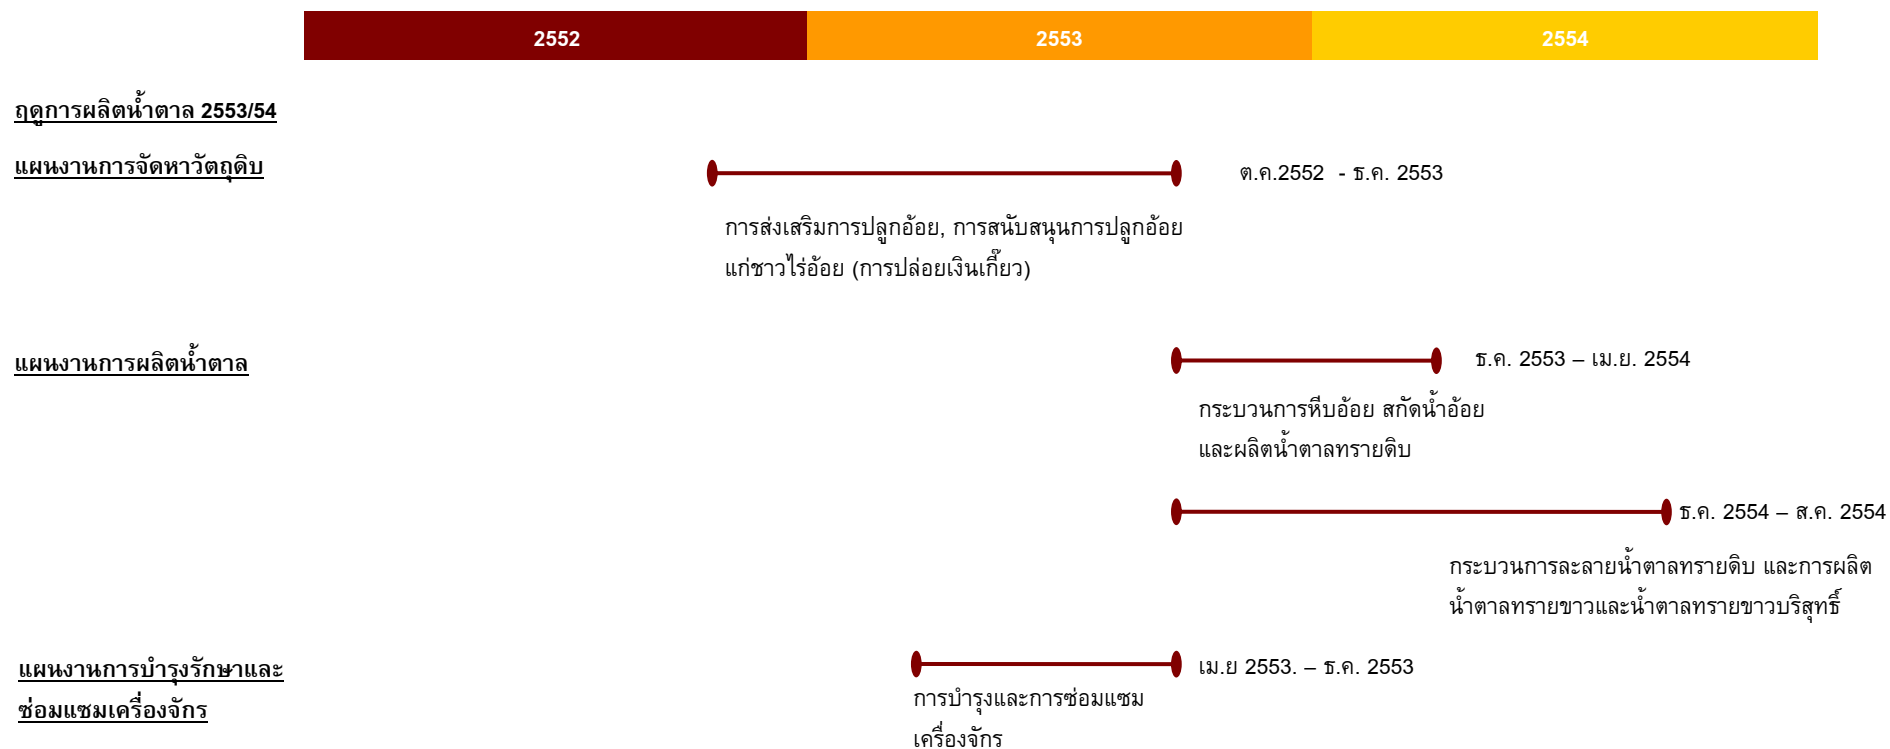 2552 2553 2554
ฤดูการผลิตน้ำตาล 2553/54
แผนงานการจัดหาวัตถุดิบ
ต.ค.2552 - ธ.ค. 2553
การส่งเสริมการปลูกอ้อย, การสนับสนุนการปลูกอ้อย
แก่ชาวไร่อ้อย (การปล่อยเงินเกี๊ยว)
แผนงานการผลิตน้ำตาล
ธ.ค. 2553 – เม.ย. 2554
กระบวนการหีบอ้อย สกัดน้ำอ้อย
และผลิตน้ำตาลทรายดิบ
ธ.ค. 2554 – ส.ค. 2554
กระบวนการละลายน้ำตาลทรายดิบ และการผลิต
น้ำตาลทรายขาวและน้ำตาลทรายขาวบริสุทธิ์
แผนงานการบำรุงรักษาและ
ซ่อมแซมเครื่องจักร
เม.ย 2553. – ธ.ค. 2553
การบำรุงและการซ่อมแซม
เครื่องจักร